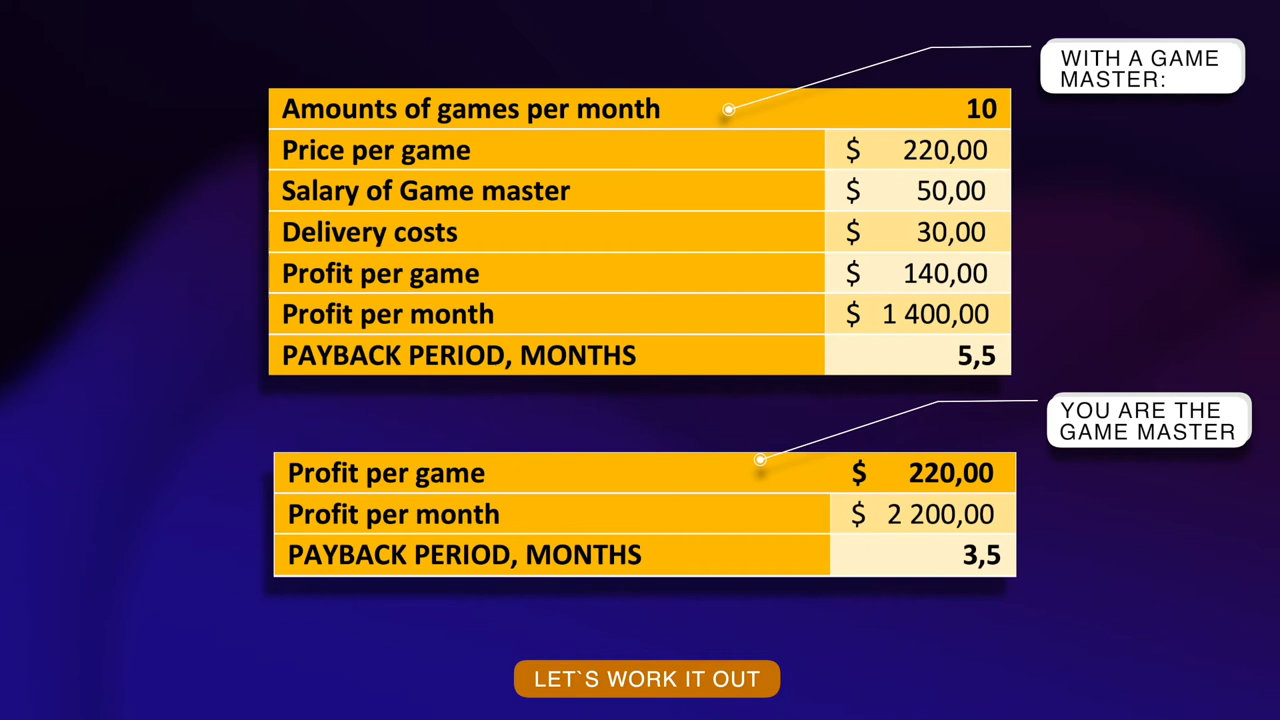 WITH A GAME
MASTER:
Amounts of games per month 10
Price per game $ 220,00
Salary of Game master $ 50,00
Delivery costs $ 30,00
Profit per game $ 140,00
Profit per month $ 1 400,00
PAYBACK PERIOD, MONTHS 5,5
YOU ARE THE
GAME MASTER
Profit per game $ 220,00
Profit per month $ 2 200,00
PAYBACK PERIOD, MONTHS 3,5
LET`S WORK IT OUT